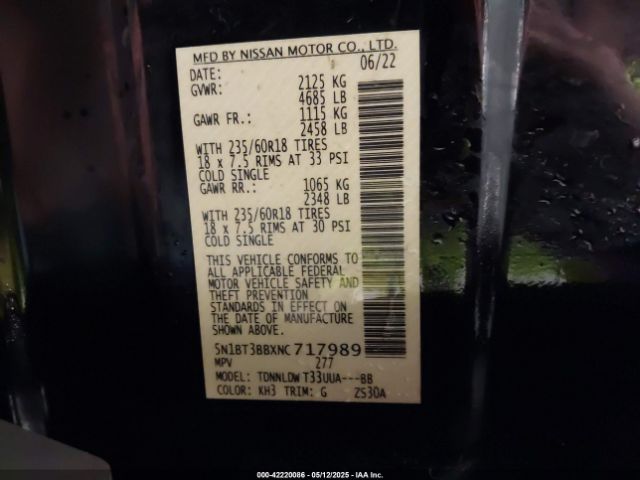 MFD BY NISSAN MOTOR CO., LTD.
DATE: 06/22
GVWR: 2125 KG
4685 LB
GAWR FR.: 1115 KG
2458 LB
WITH 235/60R18 TIRES
18 x 7.5 RIMS AT 33 PSI
COLD SINGLE
GAWR RR.: 1065 KG
2348 LB
WITH 235/60R18 TIRES
18 x 7.5 RIMS AT 30 PSI
COLD SINGLE
THIS VEHICLE CONFORMS TO
ALL APPLICABLE FEDERAL
MOTOR VEHICLE SAFETY AND
THEFT PREVENTION
STANDARDS IN EFFECT ON
THE DATE OF MANUFACTURE
SHOWN ABOVE.
5N1BT3BBXNC717989
MPV 277
MODEL: TDNNLDWT33UUA---BB
COLOR: KH3 TRIM: G ZS30A
000-42220086 - 05/12/2025 - IAA Inc.